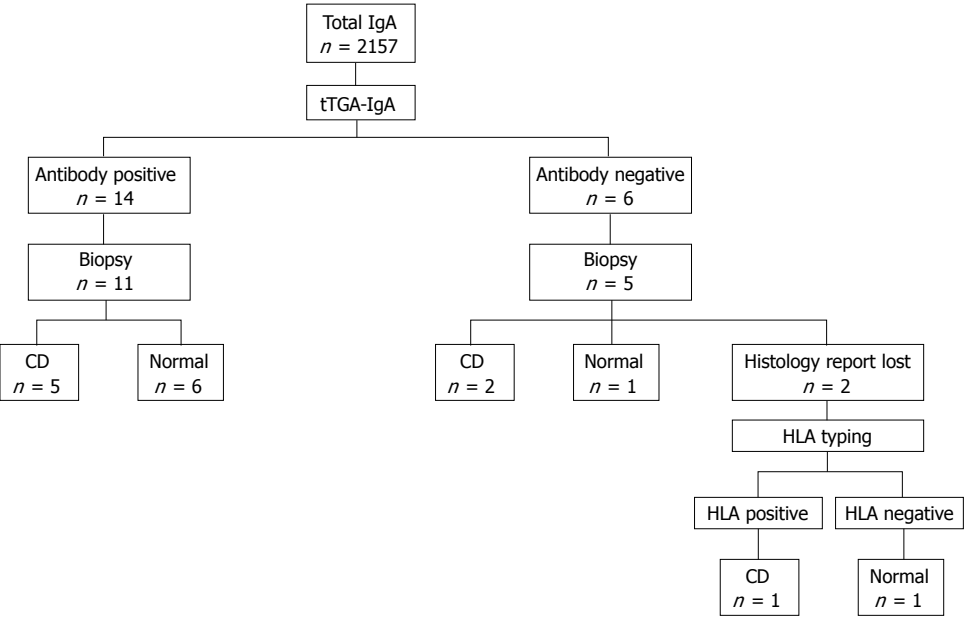 Total IgA
n = 2157
tTGA-IgA
Antibody positive
n = 14
Antibody negative
n = 6
Biopsy
n = 11
Biopsy
n = 5
CD
n = 5
Normal
n = 6
CD
n = 2
Normal
n = 1
Histology report lost
n = 2
HLA typing
HLA positive
HLA negative
CD
n = 1
Normal
n = 1